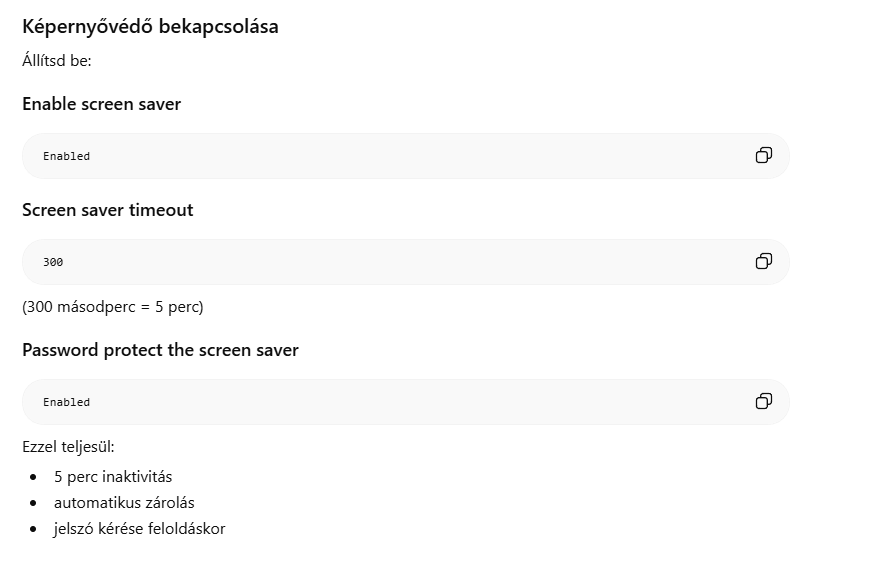 Képernyővédő bekapcsolása
Állítsd be:
Enable screen saver
Enabled
Screen saver timeout
300
(300 másodperc = 5 perc)
Password protect the screen saver
Enabled
Ezzel teljesül:
5 perc inaktivitás
automatikus zárolás
jelszó kérése feloldáskor